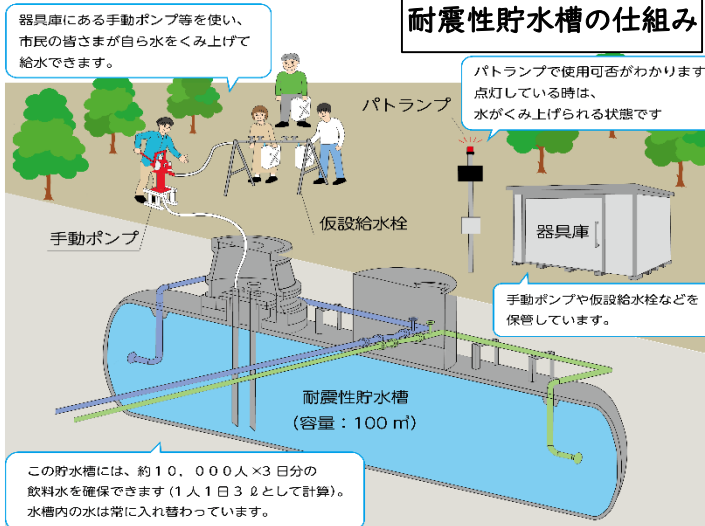 耐震性貯水槽の仕組み
器具庫にある手動ポンプ等を使い、
市民の皆さまが自ら水をくみ上げて
給水できます。
パトランプで使用可否がわかります
点灯している時は、
水がくみ上げられる状態です
パトランプ
手動ポンプ
仮設給水栓
器具庫
手動ポンプや仮設給水栓などを
保管しています。
耐震性貯水槽
（容量：100 ㎥）
この貯水槽には、約１０，０００人×3 日分の
飲料水を確保できます (1 人 1 日 3 ℓとして計算)。
水槽内の水は常に入れ替わっています。